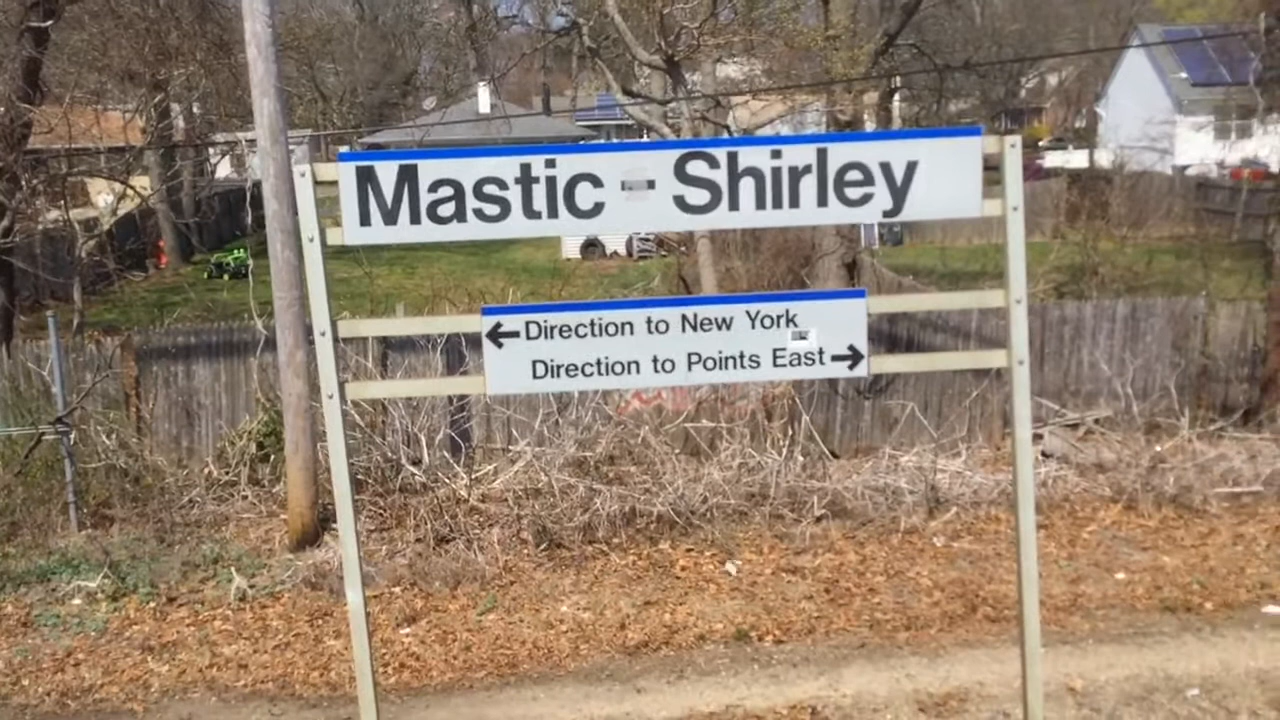 Mastic - Shirley
←Direction to New York
Direction to Points East→